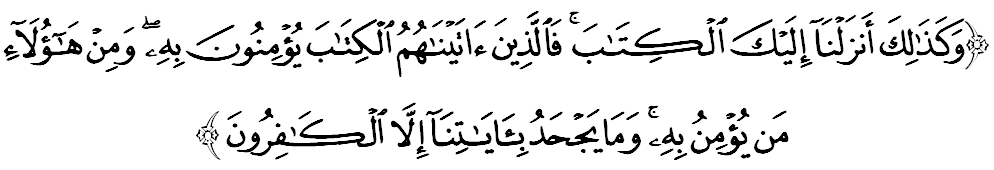 ﴿وَكَذَٰلِكَ أَنزَلْنَآ إِلَيْكَ ٱلْكِتَٰبَۚ فَٱلَّذِينَ ءَاتَيْنَٰهُمُ ٱلْكِتَٰبَ يُؤْمِنُونَ بِهِۦۖ وَمِنْ هَٰٓؤُلَآءِ
مَن يُؤْمِنُ بِهِۦۚ وَمَا يَجْحَدُ بِـَٔايَٰتِنَآ إِلَّا ٱلْكَٰفِرُونَ﴾